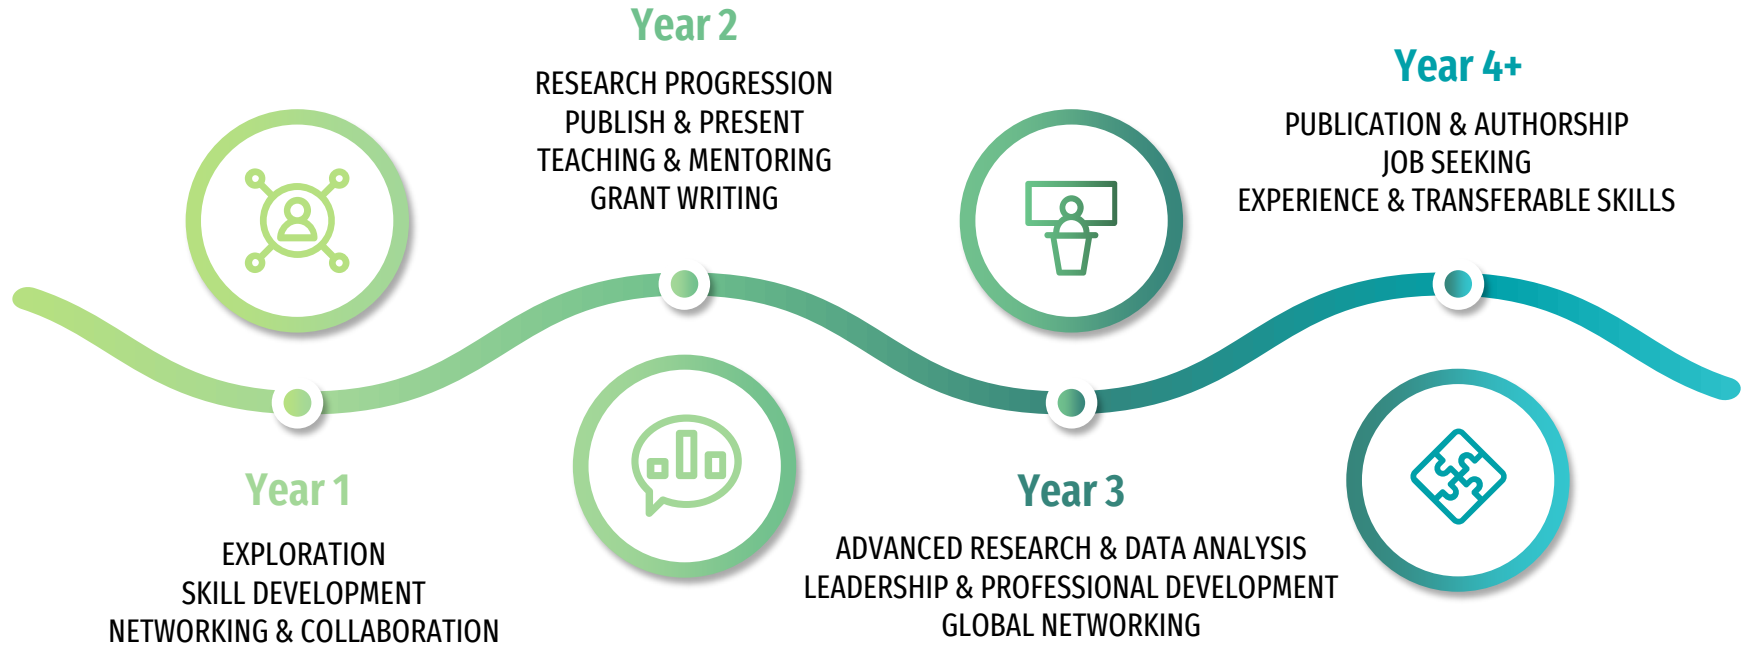 Year 1
EXPLORATION
SKILL DEVELOPMENT
NETWORKING & COLLABORATION
Year 2
RESEARCH PROGRESSION
PUBLISH & PRESENT
TEACHING & MENTORING
GRANT WRITING
Year 3
ADVANCED RESEARCH & DATA ANALYSIS
LEADERSHIP & PROFESSIONAL DEVELOPMENT
GLOBAL NETWORKING
Year 4+
PUBLICATION & AUTHORSHIP
JOB SEEKING
EXPERIENCE & TRANSFERABLE SKILLS